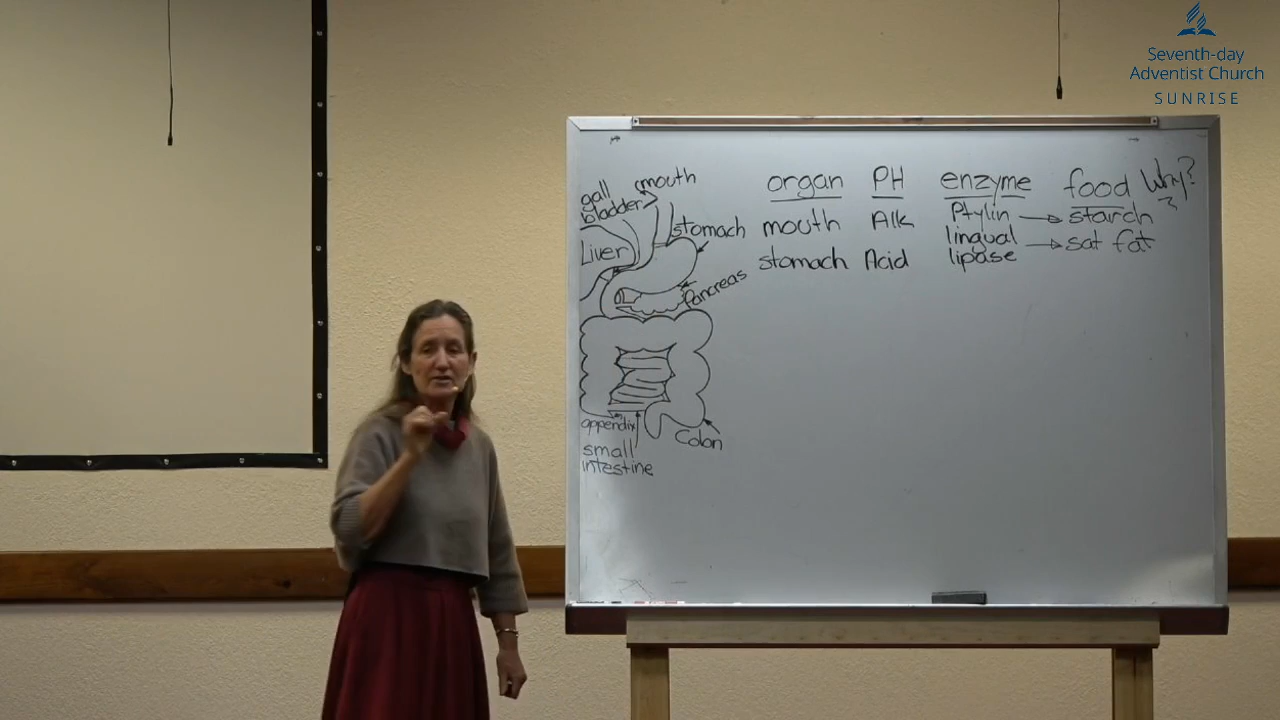 Seventh-day
Adventist Church
SUNRISE
mouth
gall
bladder
stomach
Liver
Pancreas
appendix
Colon
small
intestine
organ PH enzyme food Why?
mouth Alk Ptylin starch
lingual sat fat
stomach Acid lipase